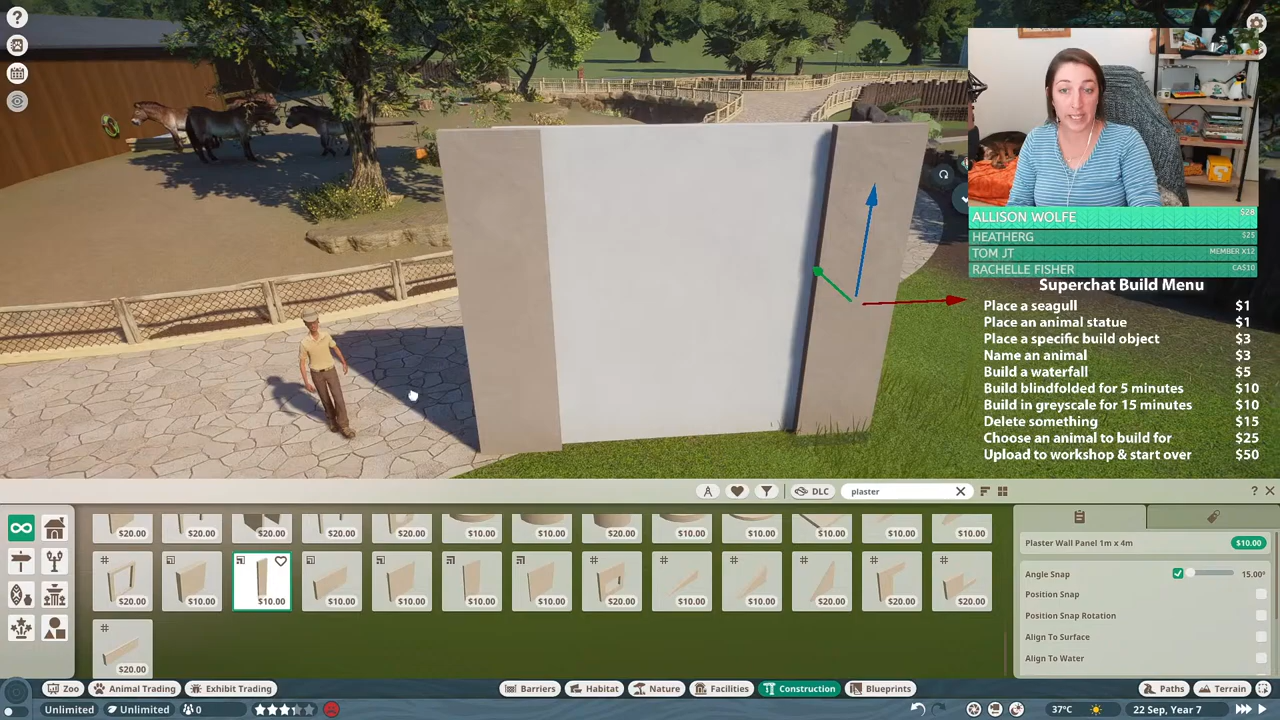 ALLISON WOLFE $28
HEATHERG $25
TOM JT MEMBER X12
RACHELLE FISHER CA$10
Superchat Build Menu
Place a seagull $1
Place an animal statue $1
Place a specific build object $3
Name an animal $3
Build a waterfall $5
Build blindfolded for 5 minutes $10
Build in greyscale for 15 minutes $10
Delete something $15
Choose an animal to build for $25
Upload to workshop & start over $50
DLC plaster ?
$20.00 $20.00 $20.00 $20.00 $20.00 $10.00 $10.00 $10.00 $10.00 $10.00 $10.00 $10.00 $10.00
$20.00 $10.00 $10.00 $10.00 $10.00 $10.00 $10.00 $20.00 $10.00 $10.00 $20.00 $20.00 $20.00
$20.00
Plaster Wall Panel 1m x 4m $10.00
Angle Snap 15.00°
Position Snap
Position Snap Rotation
Align To Surface
Align To Water
Zoo Animal Trading Exhibit Trading Barriers Habitat Nature Facilities Construction Blueprints Paths Terrain
Unlimited Unlimited 0 37°C 22 Sep, Year 7